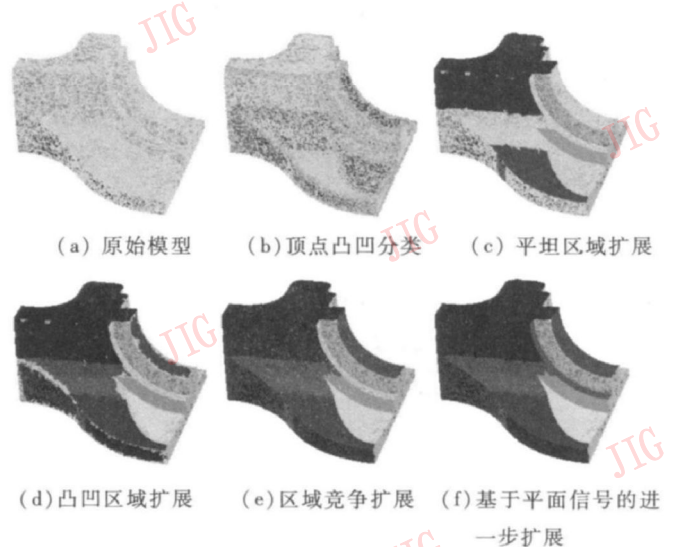 JIG
(a) 原始模型
(b)顶点凸凹分类
(c) 平坦区域扩展
JIG
JIG
JIG
(d)凸凹区域扩展
(e)区域竞争扩展
(f)基于平面信号的进
一步扩展
JIG
JIG